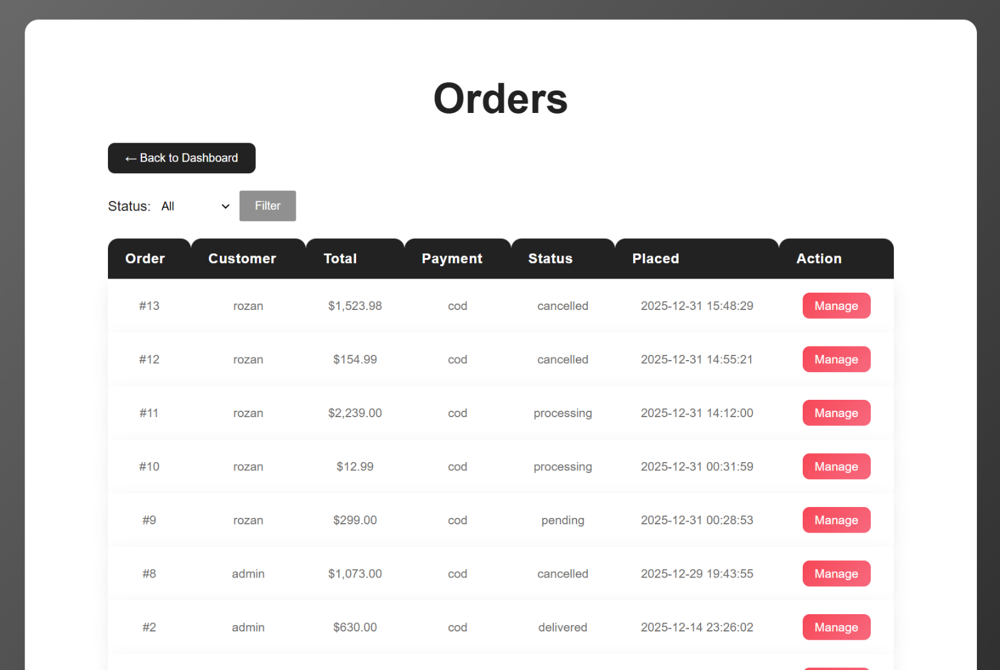 Orders
← Back to Dashboard
Status: All Filter
Order Customer Total Payment Status Placed Action
#13 rozan $1,523.98 cod cancelled 2025-12-31 15:48:29 Manage
#12 rozan $154.99 cod cancelled 2025-12-31 14:55:21 Manage
#11 rozan $2,239.00 cod processing 2025-12-31 14:12:00 Manage
#10 rozan $12.99 cod processing 2025-12-31 00:31:59 Manage
#9 rozan $299.00 cod pending 2025-12-31 00:28:53 Manage
#8 admin $1,073.00 cod cancelled 2025-12-29 19:43:55 Manage
#2 admin $630.00 cod delivered 2025-12-14 23:26:02 Manage